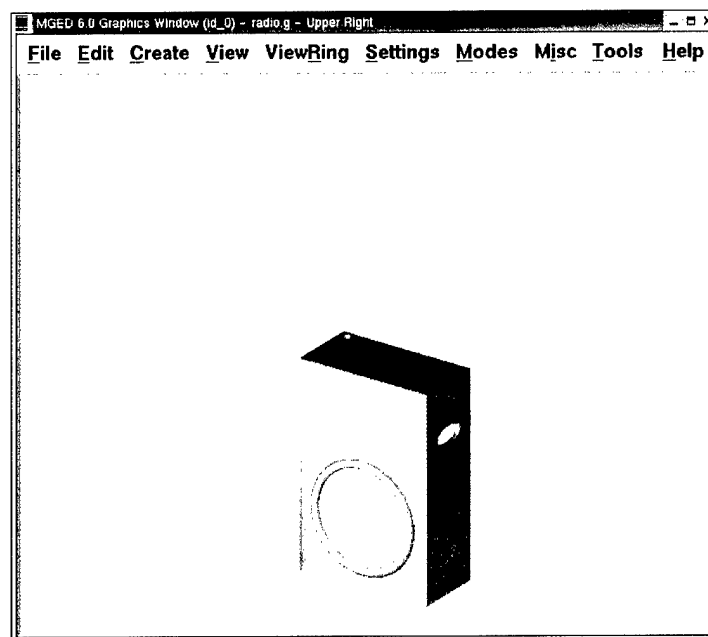 MGED 6.0 Graphics Window (id_0) - radio.g - Upper Right
File Edit Create View ViewRing Settings Modes Misc Tools Help